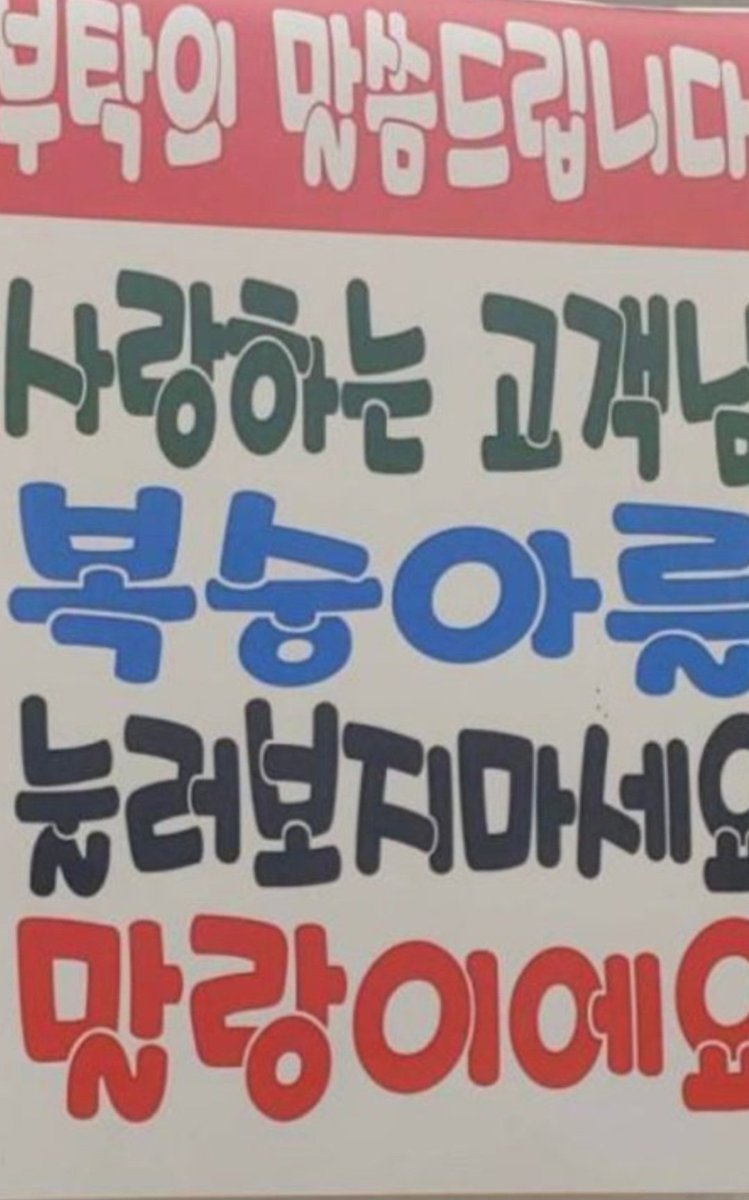 부탁의 말씀드립니다
사랑하는 고객님
복숭아를
눌러보지마세요
말랑이에요